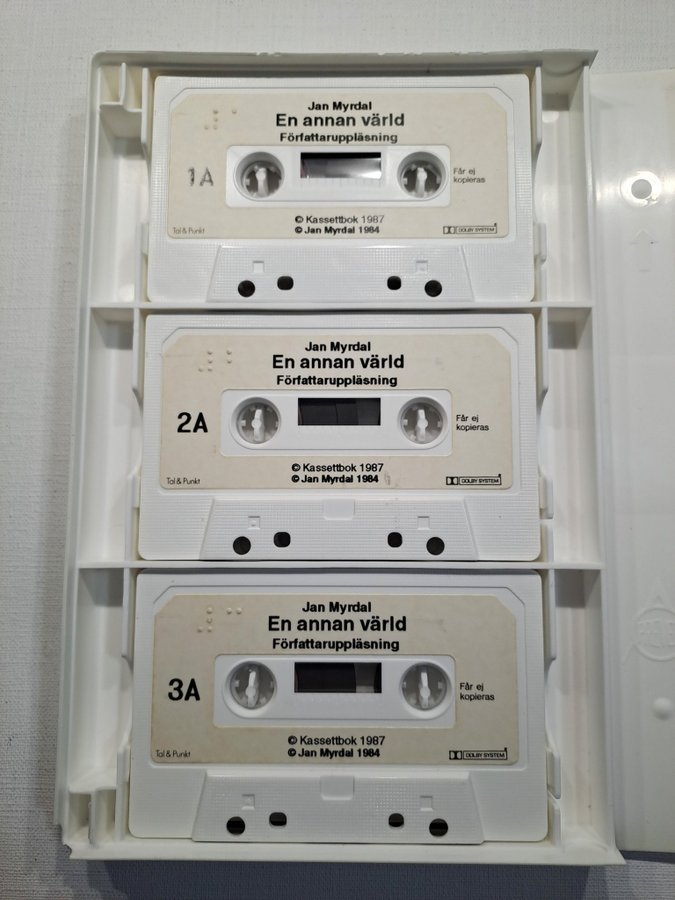 Jan Myrdal
En annan värld
Författaruppläsning
1A
Får ej
kopieras
© Kassettbok 1987
© Jan Myrdal 1984
Tal & Punkt
DOLBY SYSTEM
Jan Myrdal
En annan värld
Författaruppläsning
2A
Får ej
kopieras
© Kassettbok 1987
© Jan Myrdal 1984
Tal & Punkt
DOLBY SYSTEM
Jan Myrdal
En annan värld
Författaruppläsning
3A
Får ej
kopieras
© Kassettbok 1987
© Jan Myrdal 1984
Tal & Punkt
DOLBY SYSTEM